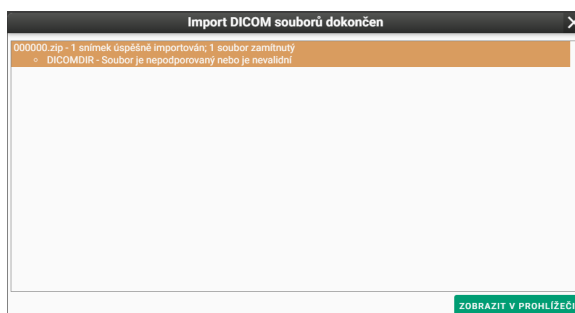 Import DICOM souborů dokončen
000000.zip - 1 snímek úspěšně importován; 1 soubor zamítnutý
DICOMDIR - Soubor je nepodporovaný nebo je nevalidní
ZOBRAZIT V PROHLÍŽEČI